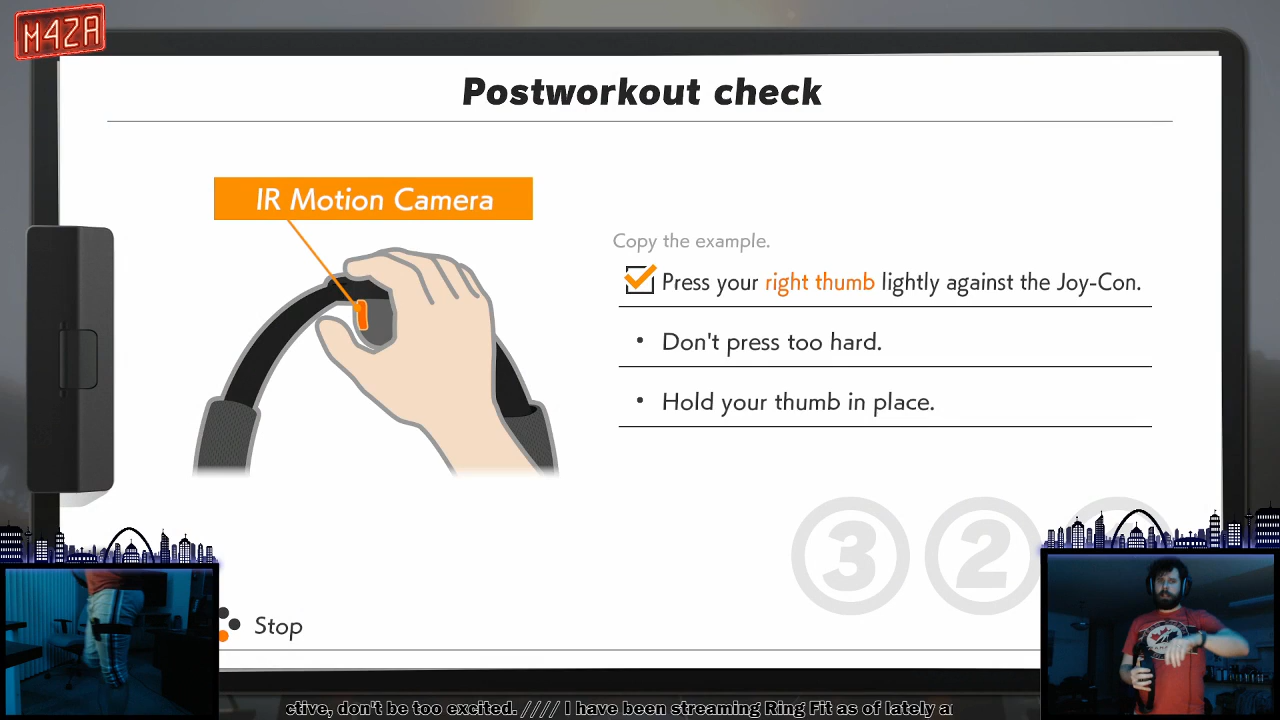 M4ZA
Postworkout check
IR Motion Camera
Copy the example.
Press your right thumb lightly against the Joy-Con.
• Don't press too hard.
• Hold your thumb in place.
3 2
Stop
ctive, don't be too excited. //// I have been streaming Ring Fit as of lately a